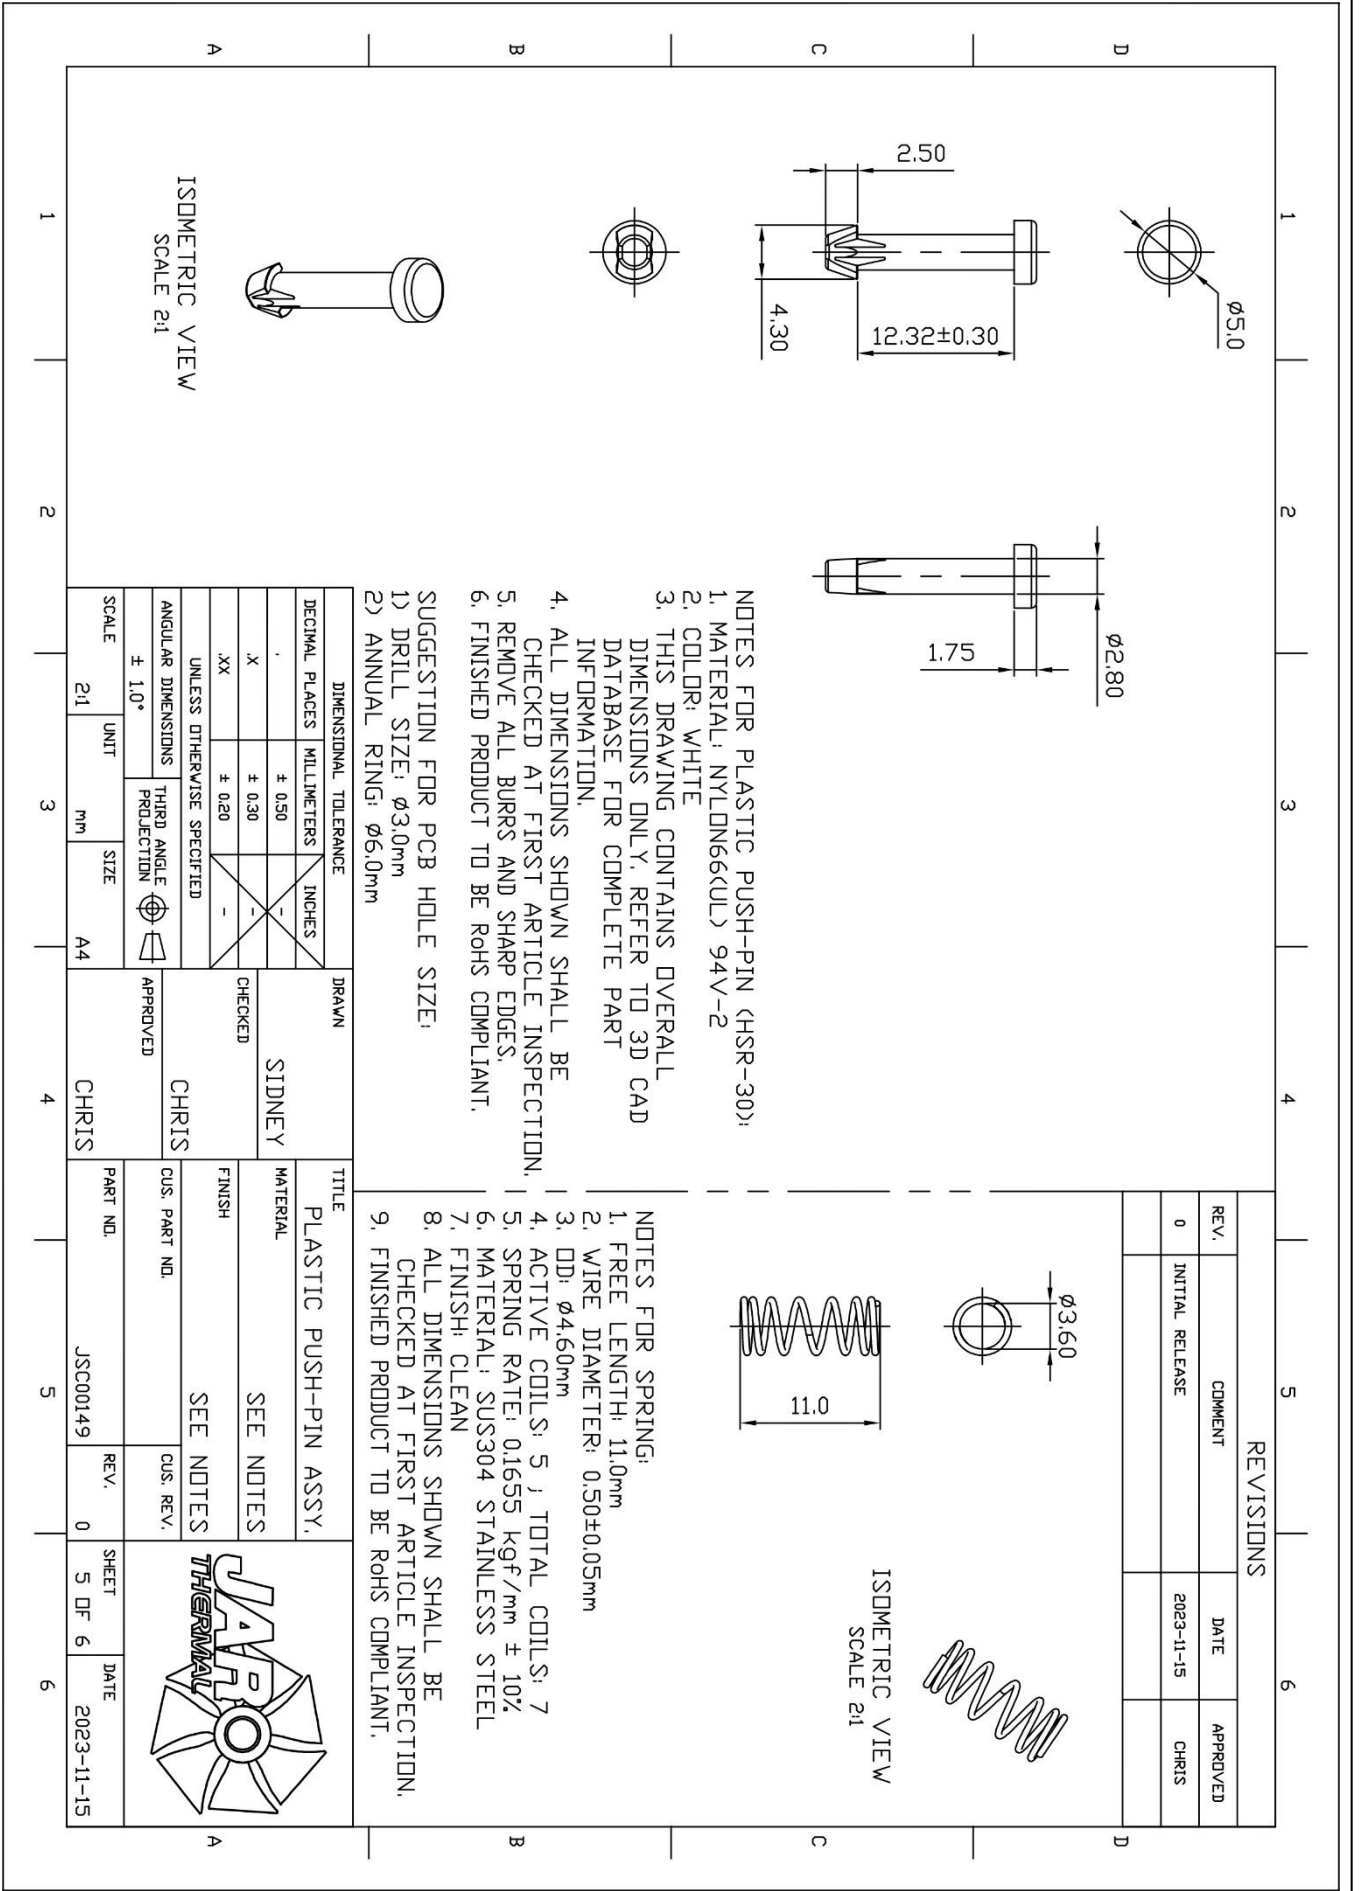 1
2
3
4
5
6
D
C
B
A
REVISIONS
REV.
COMMENT
DATE
APPROVED
0
INITIAL RELEASE
2023-11-15
CHRIS
Ø5.0
2.50
12.32±0.30
4.30
Ø2.80
1.75
Ø3.60
11.0
ISOMETRIC VIEW
SCALE 2:1
ISOMETRIC VIEW
SCALE 2:1
NOTES FOR PLASTIC PUSH-PIN (HSR-30):
1. MATERIAL: NYLON66(UL) 94V-2
2. COLOR: WHITE
3. THIS DRAWING CONTAINS OVERALL
DIMENSIONS ONLY. REFER TO 3D CAD
DATABASE FOR COMPLETE PART
INFORMATION.
4. ALL DIMENSIONS SHOWN SHALL BE
CHECKED AT FIRST ARTICLE INSPECTION.
5. REMOVE ALL BURRS AND SHARP EDGES.
6. FINISHED PRODUCT TO BE RoHS COMPLIANT.
SUGGESTION FOR PCB HOLE SIZE:
1) DRILL SIZE: Ø3.0mm
2) ANNUAL RING: Ø6.0mm
NOTES FOR SPRING:
1. FREE LENGTH: 11.0mm
2. WIRE DIAMETER: 0.50±0.05mm
3. OD: Ø4.60mm
4. ACTIVE COILS: 5 ; TOTAL COILS: 7
5. SPRING RATE: 0.1655 kgf/mm ± 10%
6. MATERIAL: SUS304 STAINLESS STEEL
7. FINISH: CLEAN
8. ALL DIMENSIONS SHOWN SHALL BE
CHECKED AT FIRST ARTICLE INSPECTION.
9. FINISHED PRODUCT TO BE RoHS COMPLIANT.
DIMENSIONAL TOLERANCE
DECIMAL PLACES
MILLIMETERS
INCHES
.
± 0.50
-
.X
± 0.30
.XX
± 0.20
-
UNLESS OTHERWISE SPECIFIED
ANGULAR DIMENSIONS
± 1.0°
THIRD ANGLE
PROJECTION
SCALE
2:1
UNIT
mm
SIZE
A4
DRAWN
SIDNEY
CHECKED
CHRIS
APPROVED
CHRIS
TITLE
PLASTIC PUSH-PIN ASSY.
MATERIAL
SEE NOTES
FINISH
SEE NOTES
CUS. PART NO.
CUS. REV.
PART NO.
JSC00149
REV.
0
JARO
THERMAL
SHEET
5 OF 6
DATE
2023-11-15
1
2
3
4
5
6
D
C
B
A